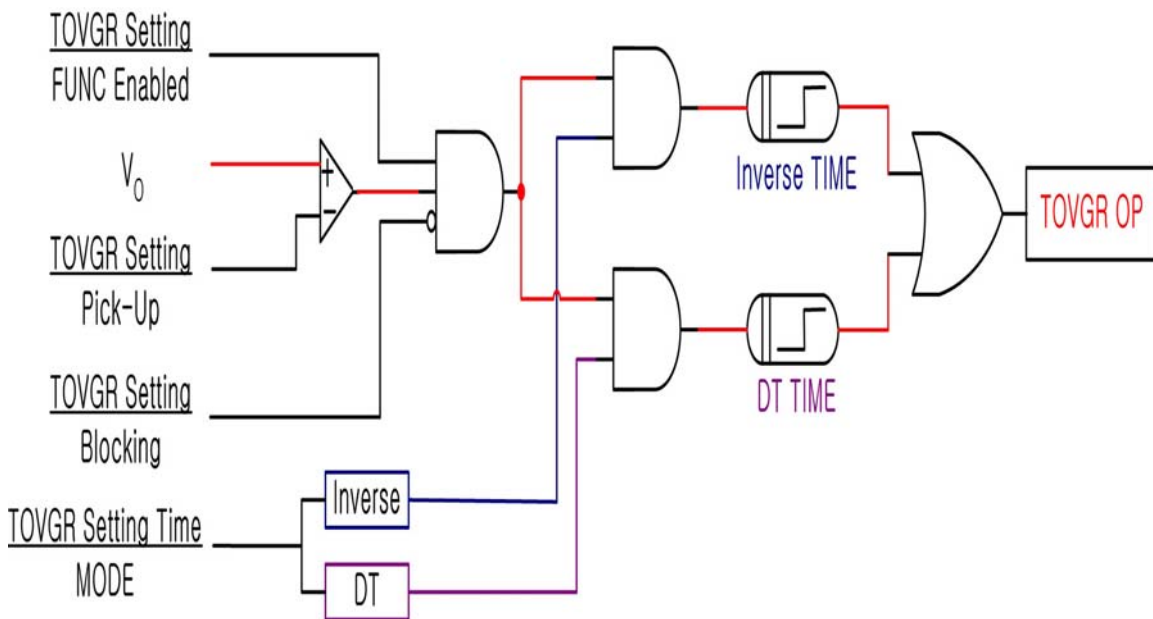 TOVGR Setting
FUNC Enabled
V0
+
-
TOVGR Setting
Pick-Up
TOVGR Setting
Blocking
TOVGR Setting Time
MODE
Inverse
DT
Inverse TIME
DT TIME
TOVGR OP